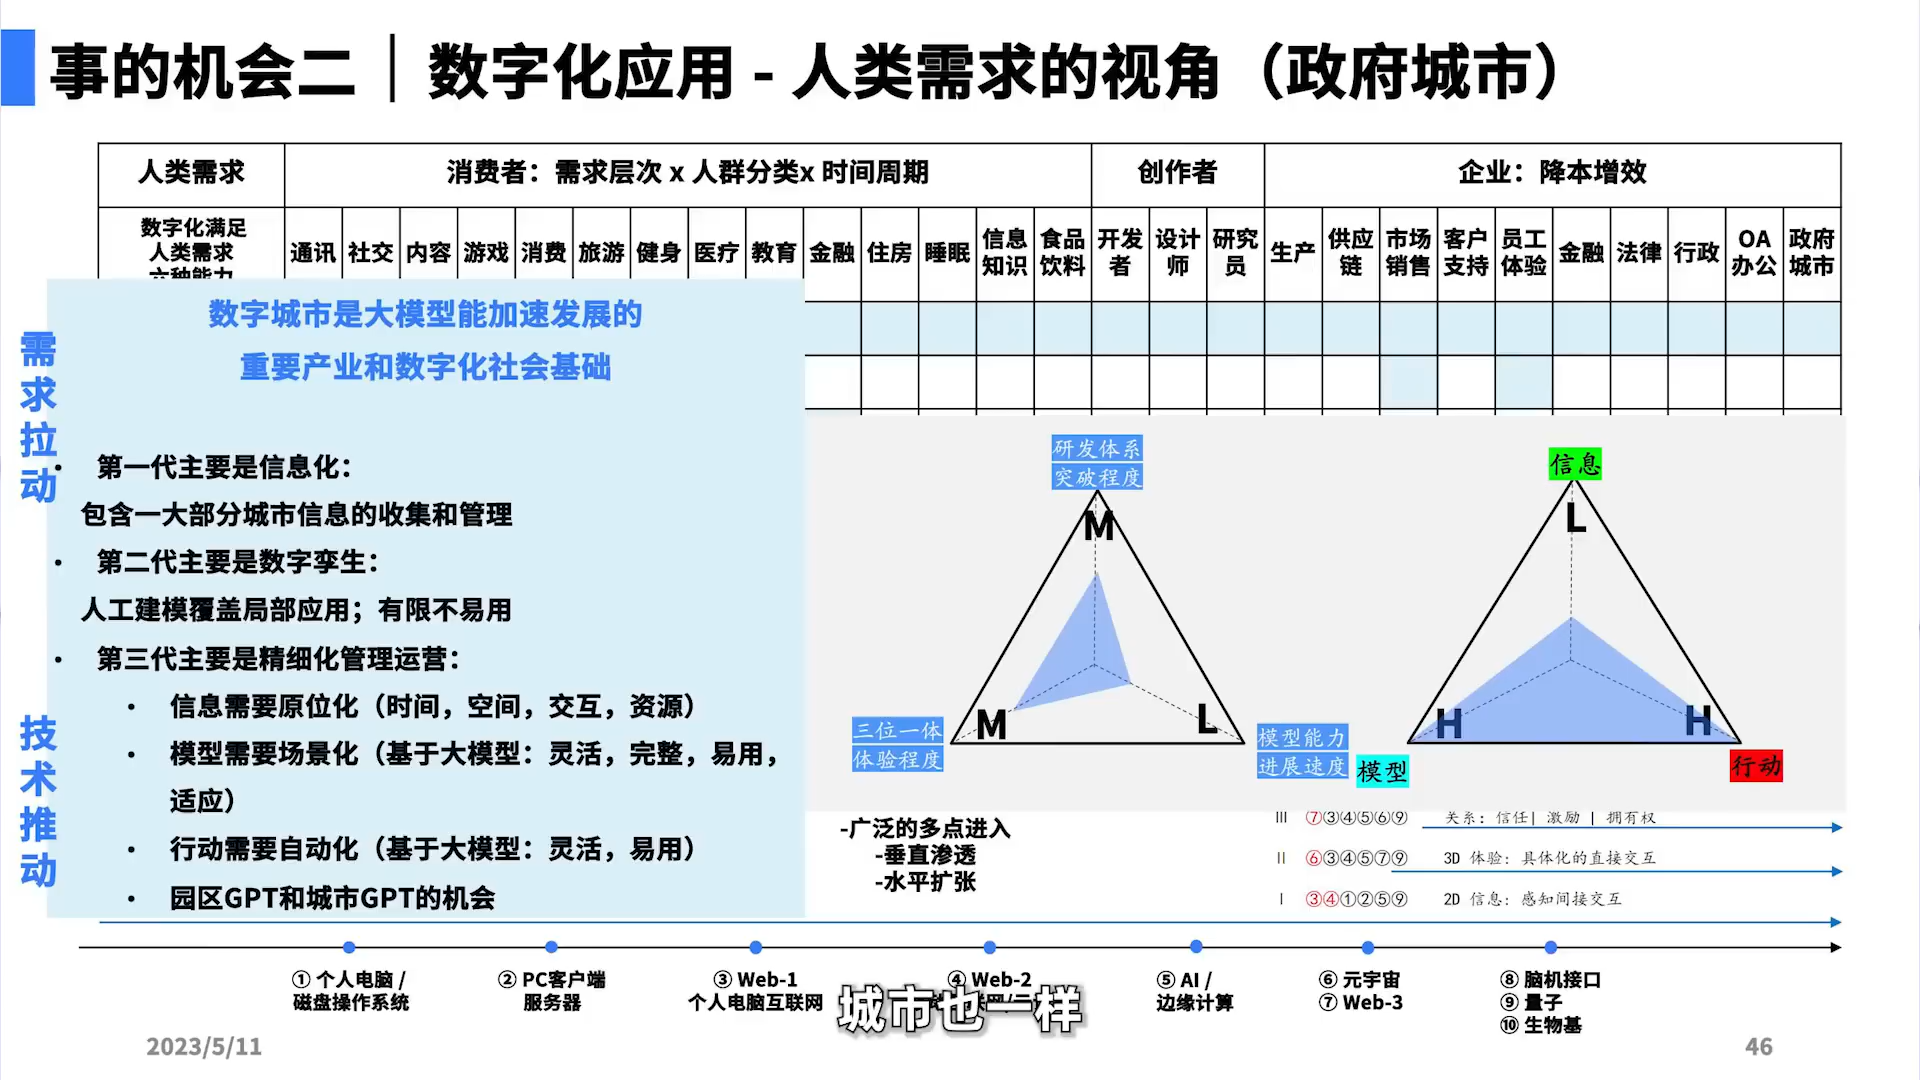 事的机会二｜数字化应用 - 人类需求的视角（政府城市）
人类需求
消费者：需求层次 x 人群分类x 时间周期
创作者
企业：降本增效
数字化满足
人类需求
六种能力
通讯
社交
内容
游戏
消费
旅游
健身
医疗
教育
金融
住房
睡眠
信息
知识
食品
饮料
开发
者
设计
师
研究
员
生产
供应
链
市场
销售
客户
支持
员工
体验
金融
法律
行政
OA
办公
政府
城市
需求拉动
技术推动
数字城市是大模型能加速发展的
重要产业和数字化社会基础
• 第一代主要是信息化：
包含一大部分城市信息的收集和管理
• 第二代主要是数字孪生：
人工建模覆盖局部应用；有限不易用
• 第三代主要是精细化管理运营：
• 信息需要原位化（时间，空间，交互，资源）
• 模型需要场景化（基于大模型：灵活，完整，易用，
适应）
• 行动需要自动化（基于大模型：灵活，易用）
• 园区GPT和城市GPT的机会
研发体系
突破程度
M
M
L
三位一体
体验程度
模型能力
进展速度
信息
L
H
H
模型
行动
-广泛的多点进入
-垂直渗透
-水平扩张
III ⑦③④⑤⑥⑨ 关系：信任| 激励 | 拥有权
II ⑥③④⑤⑦⑨ 3D 体验：具体化的直接交互
I ③④①②⑤⑨ 2D 信息：感知间接交互
① 个人电脑 /
磁盘操作系统
② PC客户端
服务器
③ Web-1
个人电脑互联网
④ Web-2
⑤ AI /
边缘计算
⑥ 元宇宙
⑦ Web-3
⑧ 脑机接口
⑨ 量子
⑩ 生物基
城市也一样
2023/5/11
46